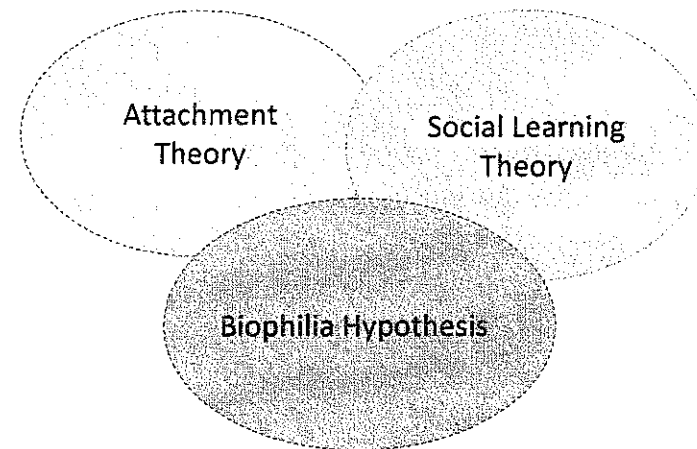 Attachment
Theory
Social Learning
Theory
Biophilia Hypothesis